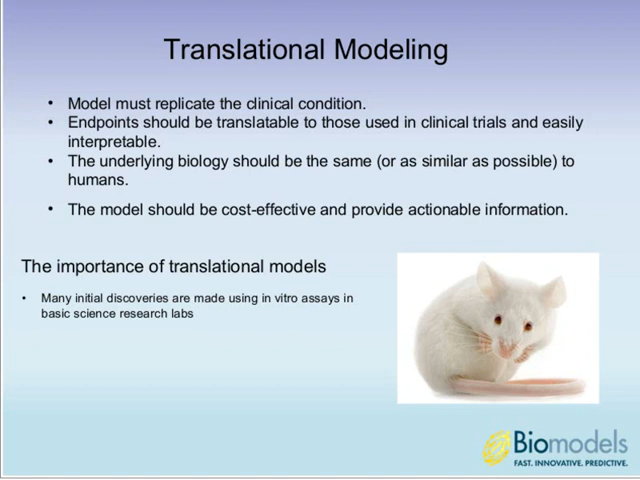 Translational Modeling
• Model must replicate the clinical condition.
• Endpoints should be translatable to those used in clinical trials and easily
interpretable.
• The underlying biology should be the same (or as similar as possible) to
humans.
• The model should be cost-effective and provide actionable information.
The importance of translational models
• Many initial discoveries are made using in vitro assays in
basic science research labs
Biomodels
FAST. INNOVATIVE. PREDICTIVE.